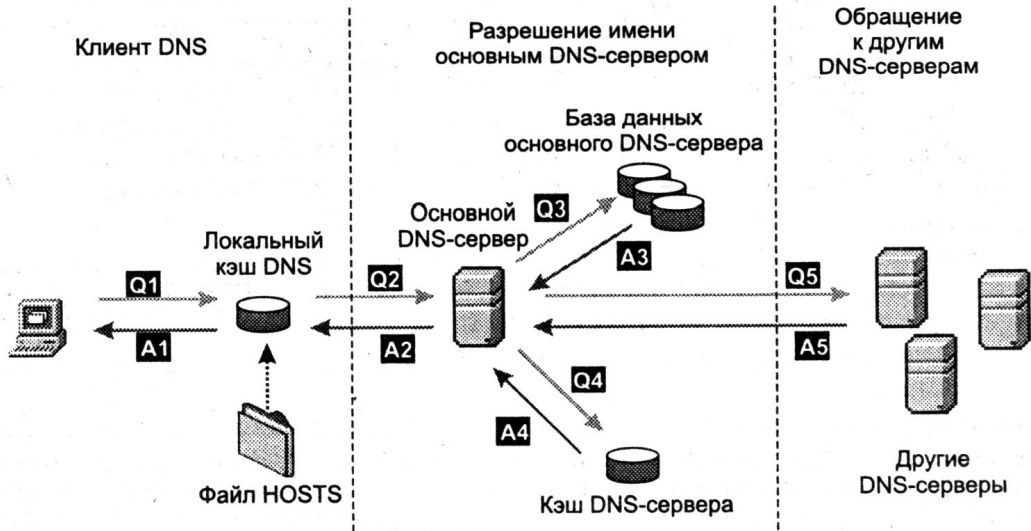 Клиент DNS
Разрешение имени
основным DNS-сервером
Обращение
к другим
DNS-серверам
База данных
основного DNS-сервера
Основной
DNS-сервер
Локальный
кэш DNS
Q1
A1
Q2
A2
Q3
A3
Q4
A4
Q5
A5
Файл HOSTS
Кэш DNS-сервера
Другие
DNS-серверы